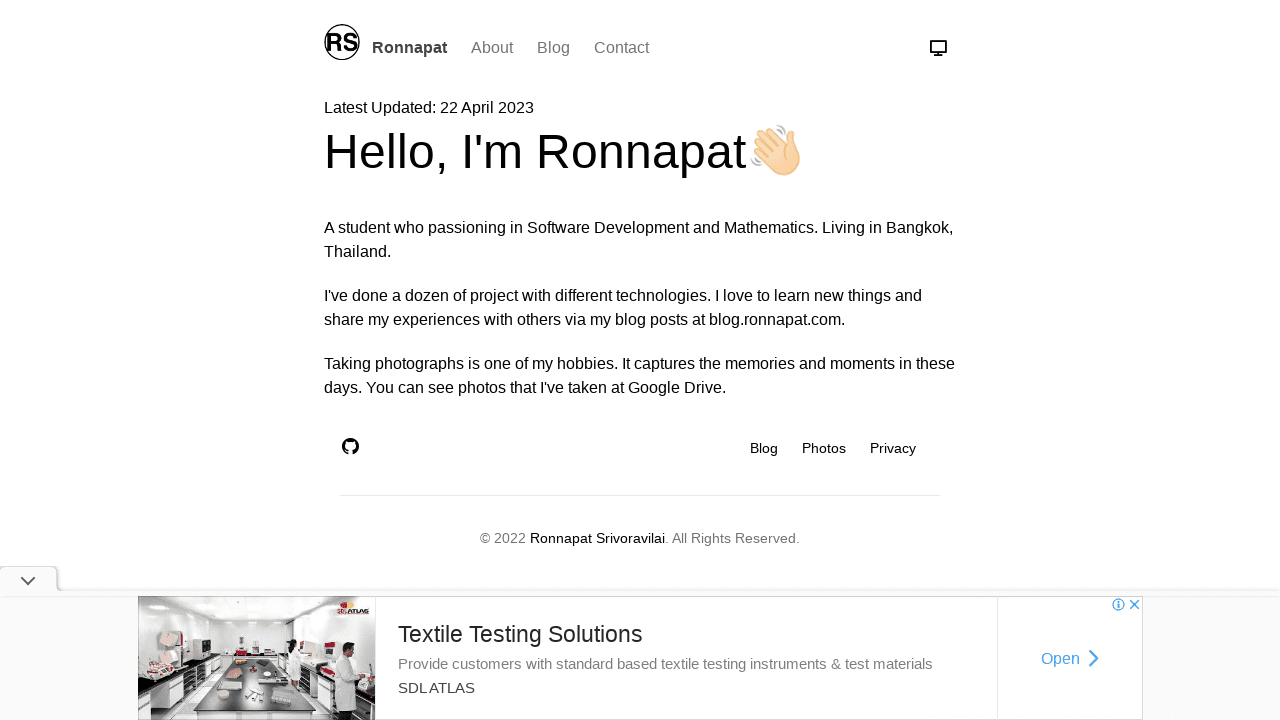 RS Ronnapat About Blog Contact
Latest Updated: 22 April 2023
Hello, I'm Ronnapat👋🏻
A student who passioning in Software Development and Mathematics. Living in Bangkok,
Thailand.
I've done a dozen of project with different technologies. I love to learn new things and
share my experiences with others via my blog posts at blog.ronnapat.com.
Taking photographs is one of my hobbies. It captures the memories and moments in these
days. You can see photos that I've taken at Google Drive.
Blog Photos Privacy
© 2022 Ronnapat Srivoravilai. All Rights Reserved.
SDLATLAS
Textile Testing Solutions
Provide customers with standard based textile testing instruments & test materials
SDL ATLAS
Open